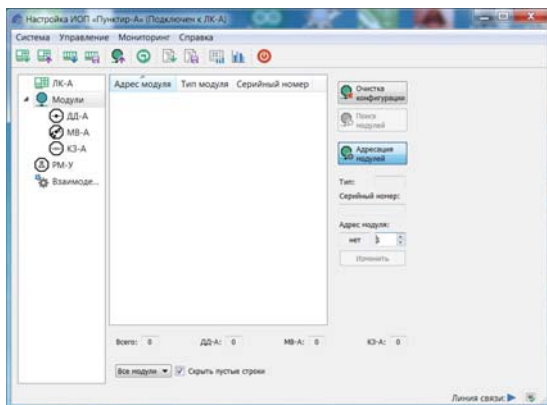 Настройка ИОП «Пунктир-А» (Подключен к ЛК-А)
Система Управление Мониторинг Справка
ЛК-А
Модули
ДД-А
МВ-А
КЗ-А
РМ-У
Взаимоде...
Адрес модуля Тип модуля Серийный номер
Очистка конфигурации
Поиск модулей
Адресация модулей
Тип:
Серийный номер:
Адрес модуля:
нет
Изменить
Всего: 0 ДД-А: 0 МВ-А: 0 КЗ-А: 0
Все модули Скрыть пустые строки
Линия связи: